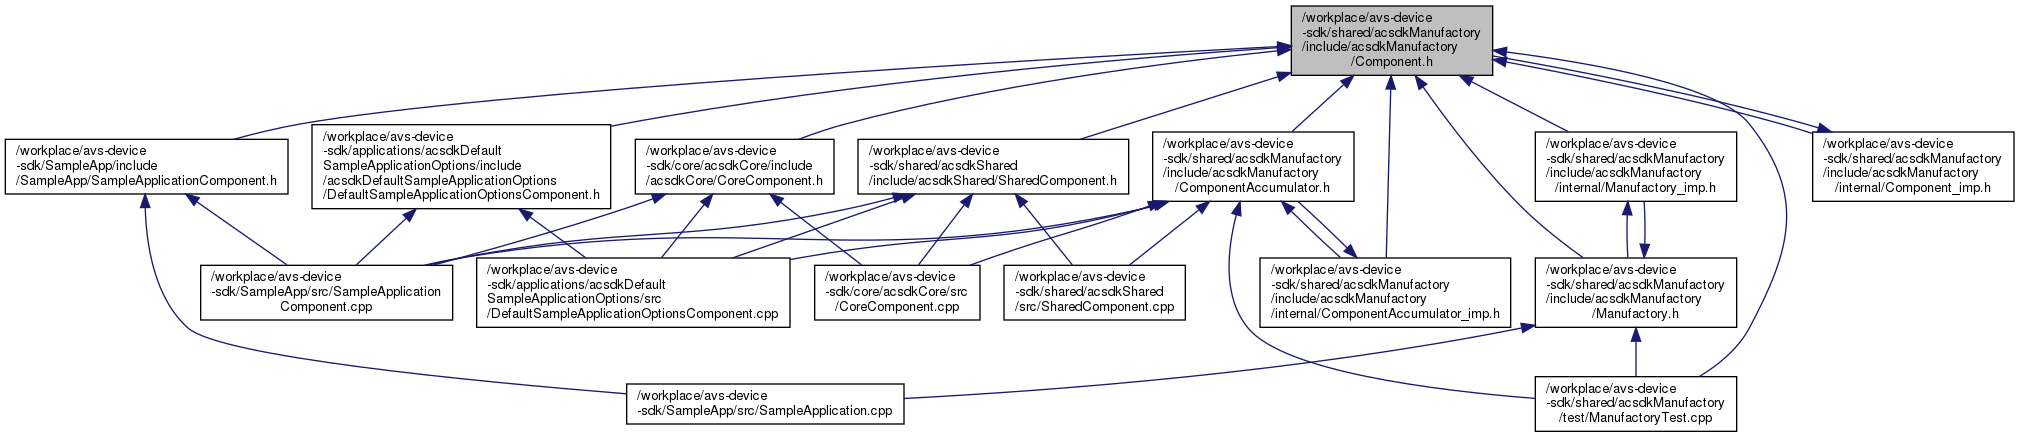 /workplace/avs-device
-sdk/shared/acsdkManufactory
/include/acsdkManufactory
/Component.h
/workplace/avs-device
-sdk/SampleApp/include
/SampleApp/SampleApplicationComponent.h
/workplace/avs-device
-sdk/applications/acsdkDefault
SampleApplicationOptions/include
/acsdkDefaultSampleApplicationOptions
/DefaultSampleApplicationOptionsComponent.h
/workplace/avs-device
-sdk/core/acsdkCore/include
/acsdkCore/CoreComponent.h
/workplace/avs-device
-sdk/shared/acsdkShared
/include/acsdkShared/SharedComponent.h
/workplace/avs-device
-sdk/shared/acsdkManufactory
/include/acsdkManufactory
/ComponentAccumulator.h
/workplace/avs-device
-sdk/shared/acsdkManufactory
/include/acsdkManufactory
/internal/Manufactory_imp.h
/workplace/avs-device
-sdk/shared/acsdkManufactory
/include/acsdkManufactory
/internal/Component_imp.h
/workplace/avs-device
-sdk/SampleApp/src/SampleApplication
Component.cpp
/workplace/avs-device
-sdk/applications/acsdkDefault
SampleApplicationOptions/src
/DefaultSampleApplicationOptionsComponent.cpp
/workplace/avs-device
-sdk/core/acsdkCore/src
/CoreComponent.cpp
/workplace/avs-device
-sdk/shared/acsdkShared
/src/SharedComponent.cpp
/workplace/avs-device
-sdk/shared/acsdkManufactory
/include/acsdkManufactory
/internal/ComponentAccumulator_imp.h
/workplace/avs-device
-sdk/shared/acsdkManufactory
/include/acsdkManufactory
/Manufactory.h
/workplace/avs-device
-sdk/SampleApp/src/SampleApplication.cpp
/workplace/avs-device
-sdk/shared/acsdkManufactory
/test/ManufactoryTest.cpp